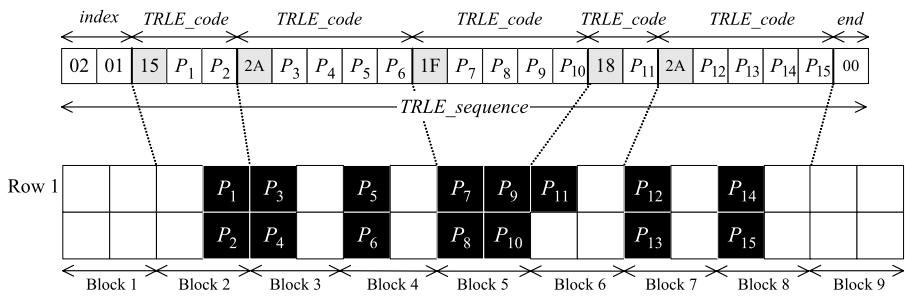 index TRLE_code TRLE_code TRLE_code TRLE_code TRLE_code end
02 01 15 P1 P2 2A P3 P4 P5 P6 1F P7 P8 P9 P10 18 P11 2A P12 P13 P14 P15 00
TRLE_sequence
Row 1 P1 P3 P5 P7 P9 P11 P12 P14
P2 P4 P6 P8 P10 P13 P15
Block 1 Block 2 Block 3 Block 4 Block 5 Block 6 Block 7 Block 8 Block 9